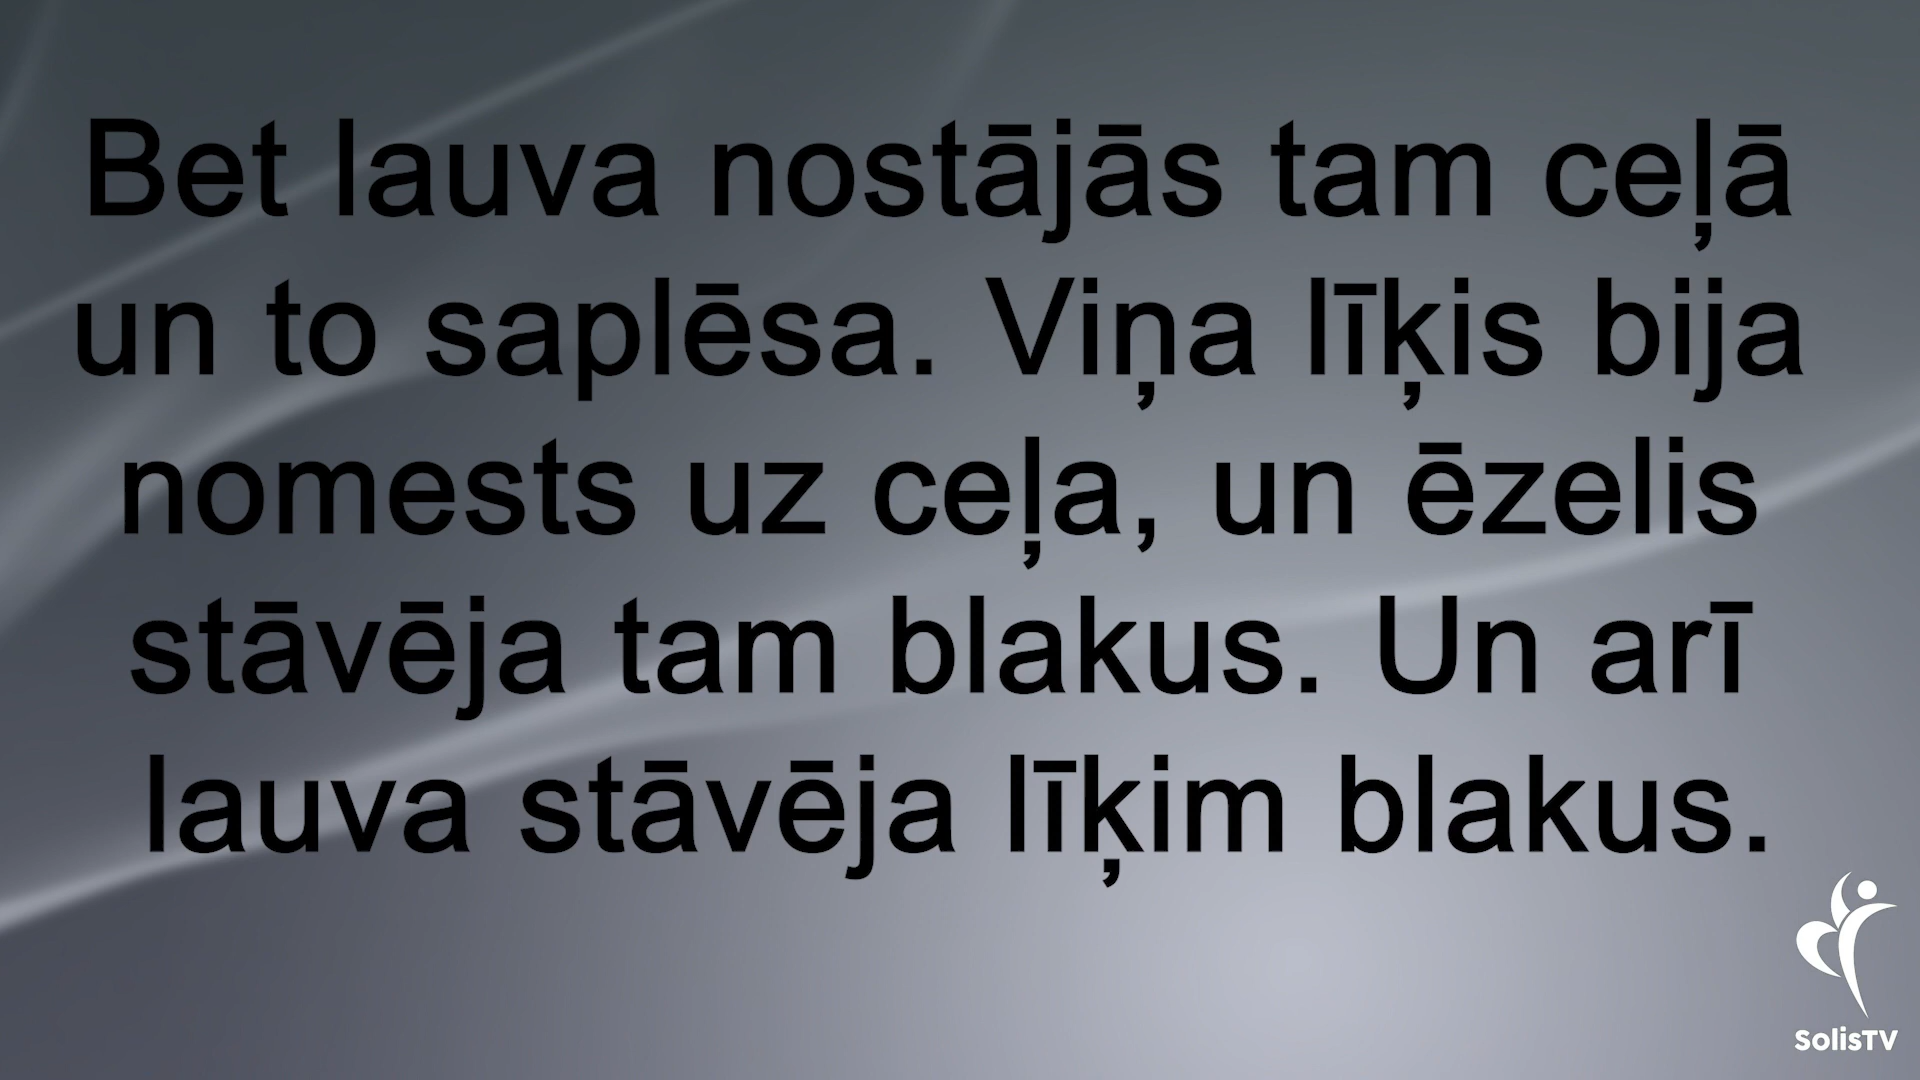 Bet lauva nostājās tam ceļā
un to saplēsa. Viņa līķis bija
nomests uz ceļa, un ēzelis
stāvēja tam blakus. Un arī
lauva stāvēja līķim blakus.
SolisTV